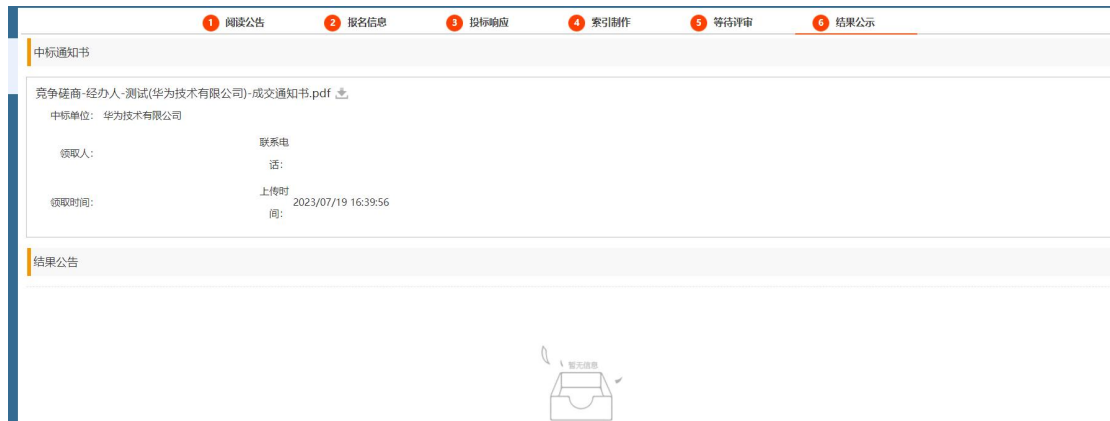 1 阅读公告 2 报名信息 3 投标响应 4 索引制作 5 等待评审 6 结果公示
中标通知书
竞争磋商-经办人-测试(华为技术有限公司)-成交通知书.pdf
中标单位: 华为技术有限公司
领取人: 联系电话:
领取时间: 上传时间: 2023/07/19 16:39:56
结果公告
暂无信息